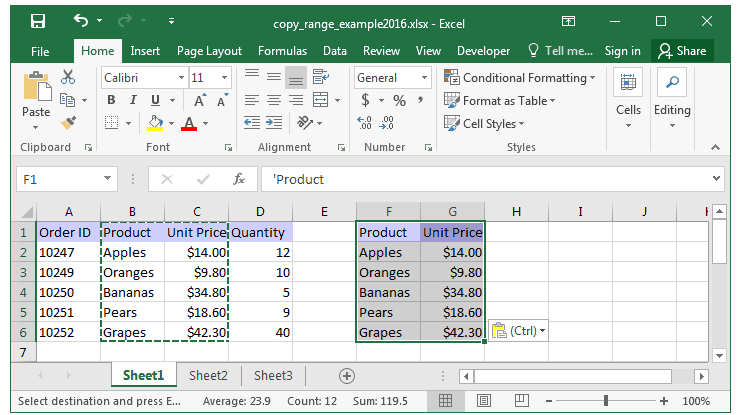 copy_range_example2016.xlsx - Excel
File Home Insert Page Layout Formulas Data Review View Developer Tell me... Sign in Share
Calibri 11 General Conditional Formatting
Paste B I U A A $ % , Format as Table Cells Editing
A .00 .0 Cell Styles
Clipboard Font Alignment Number Styles
F1 fx 'Product
A B C D E F G H I J
1 Order ID Product Unit Price Quantity Product Unit Price
2 10247 Apples $14.00 12 Apples $14.00
3 10249 Oranges $9.80 10 Oranges $9.80
4 10250 Bananas $34.80 5 Bananas $34.80
5 10251 Pears $18.60 9 Pears $18.60
6 10252 Grapes $42.30 40 Grapes $42.30 (Ctrl)
7
Sheet1 Sheet2 Sheet3
Select destination and press E... Average: 23.9 Count: 12 Sum: 119.5 100%